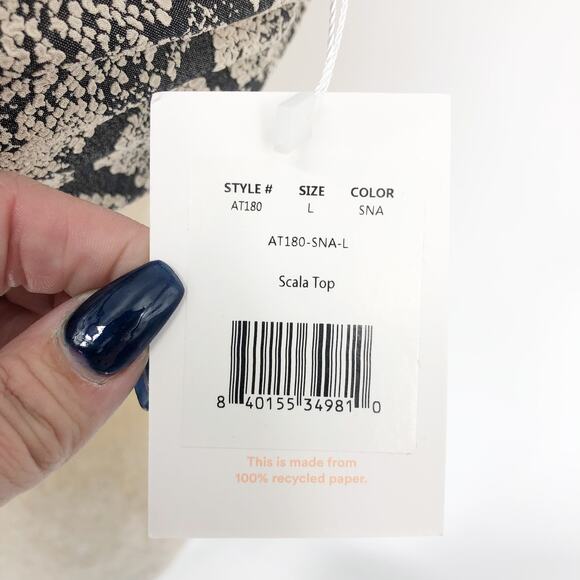 STYLE # SIZE COLOR
AT180 L SNA
AT180-SNA-L
Scala Top
8 40155 34981 0
This is made from
100% recycled paper.